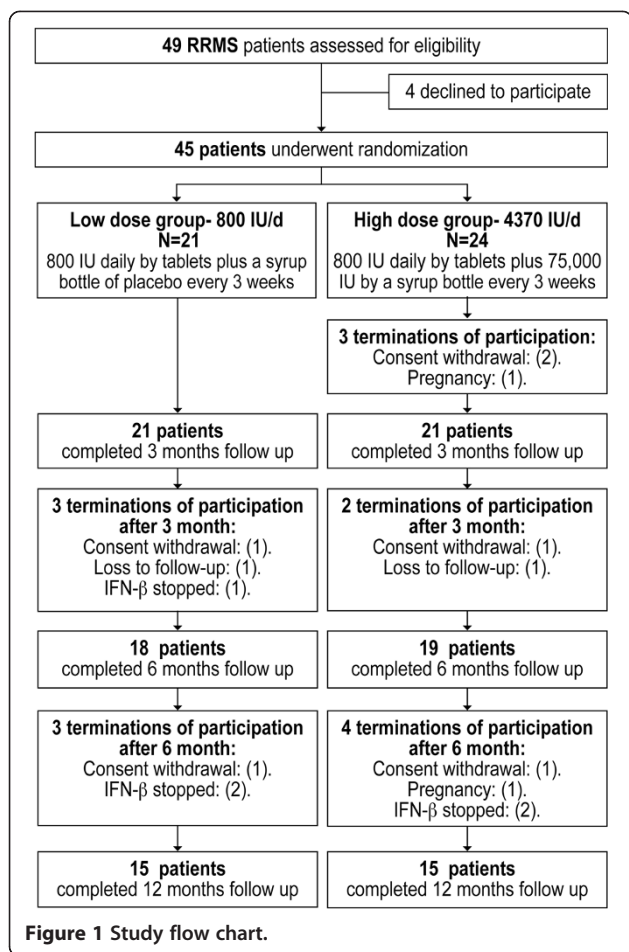 49 RRMS patients assessed for eligibility
4 declined to participate
45 patients underwent randomization
Low dose group- 800 IU/d
N=21
800 IU daily by tablets plus a syrup
bottle of placebo every 3 weeks
High dose group- 4370 IU/d
N=24
800 IU daily by tablets plus 75,000
IU by a syrup bottle every 3 weeks
3 terminations of participation:
Consent withdrawal: (2).
Pregnancy: (1).
21 patients
completed 3 months follow up
21 patients
completed 3 months follow up
3 terminations of participation
after 3 month:
Consent withdrawal: (1).
Loss to follow-up: (1).
IFN-β stopped: (1).
2 terminations of participation
after 3 month:
Consent withdrawal: (1).
Loss to follow-up: (1).
18 patients
completed 6 months follow up
19 patients
completed 6 months follow up
3 terminations of participation
after 6 month:
Consent withdrawal: (1).
IFN-β stopped: (2).
4 terminations of participation
after 6 month:
Consent withdrawal: (1).
Pregnancy: (1).
IFN-β stopped: (2).
15 patients
completed 12 months follow up
15 patients
completed 12 months follow up
Figure 1 Study flow chart.